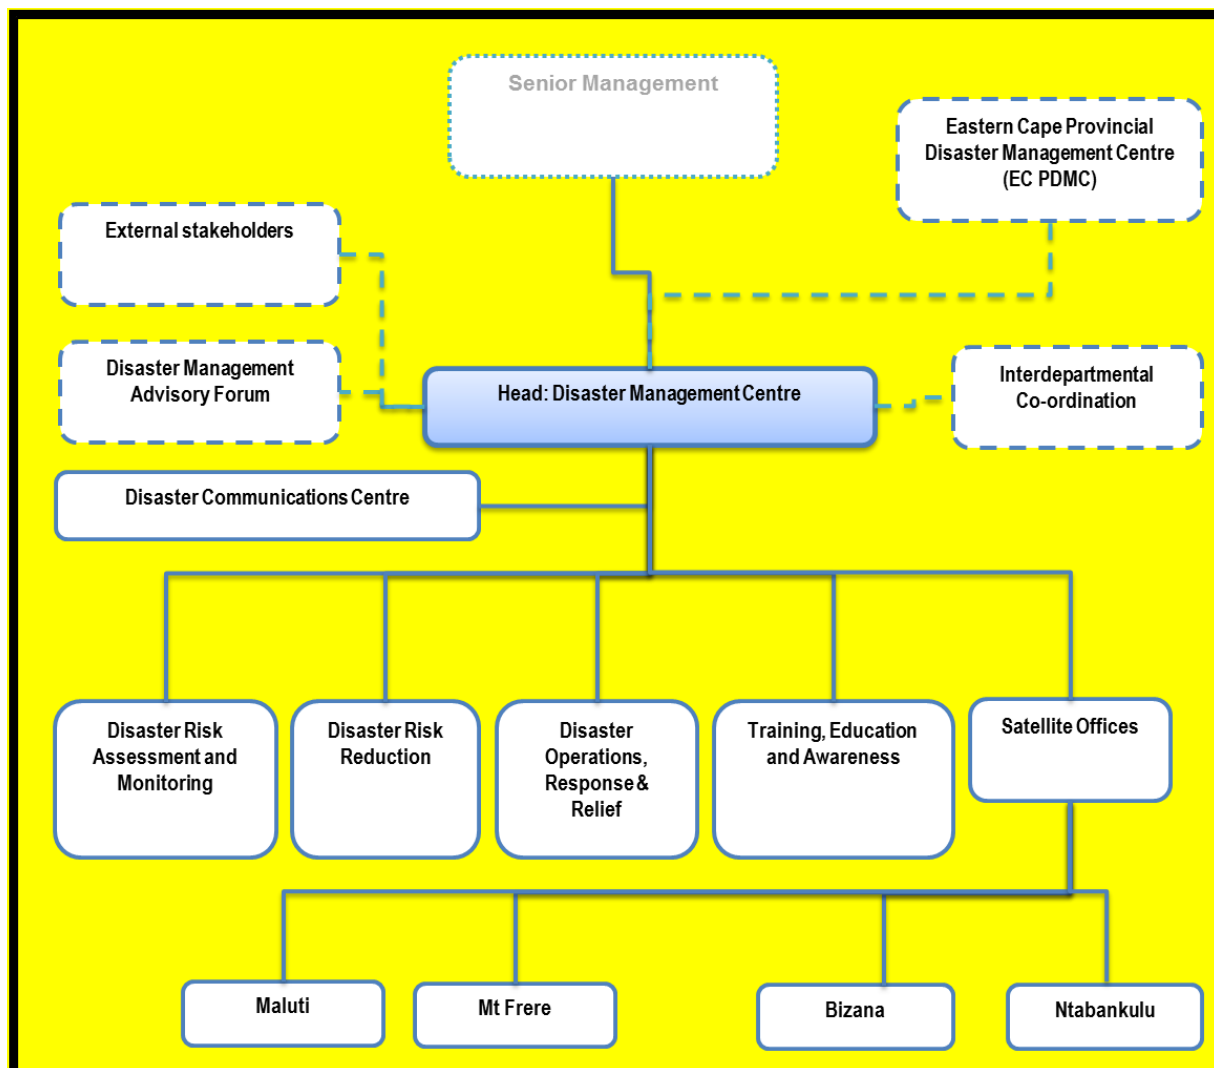 Senior Management
Eastern Cape Provincial
Disaster Management Centre
(EC PDMC)
External stakeholders
Disaster Management
Advisory Forum
Head: Disaster Management Centre
Interdepartmental
Co-ordination
Disaster Communications Centre
Disaster Risk
Assessment and
Monitoring
Disaster Risk
Reduction
Disaster
Operations,
Response &
Relief
Training, Education
and Awareness
Satellite Offices
Maluti
Mt Frere
Bizana
Ntabankulu